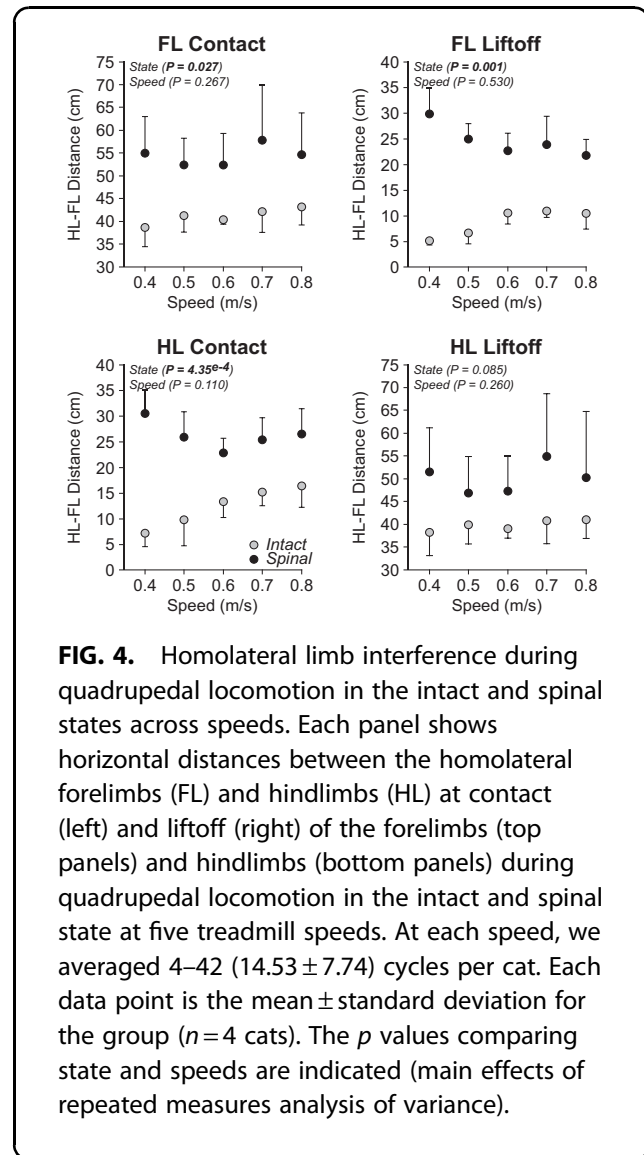 FL Contact
State (P = 0.027)
Speed (P = 0.267)
HL-FL Distance (cm)
75
70
65
60
55
50
45
40
35
30
0.4 0.5 0.6 0.7 0.8
Speed (m/s)
FL Liftoff
State (P = 0.001)
Speed (P = 0.530)
HL-FL Distance (cm)
40
35
30
25
20
15
10
5
0
0.4 0.5 0.6 0.7 0.8
Speed (m/s)
HL Contact
State (P = 4.35e-4)
Speed (P = 0.110)
HL-FL Distance (cm)
40
35
30
25
20
15
10
5
0
Intact
Spinal
0.4 0.5 0.6 0.7 0.8
Speed (m/s)
HL Liftoff
State (P = 0.085)
Speed (P = 0.260)
HL-FL Distance (cm)
75
70
65
60
55
50
45
40
35
30
0.4 0.5 0.6 0.7 0.8
Speed (m/s)
FIG. 4. Homolateral limb interference during
quadrupedal locomotion in the intact and spinal
states across speeds. Each panel shows
horizontal distances between the homolateral
forelimbs (FL) and hindlimbs (HL) at contact
(left) and liftoff (right) of the forelimbs (top
panels) and hindlimbs (bottom panels) during
quadrupedal locomotion in the intact and spinal
state at five treadmill speeds. At each speed, we
averaged 4–42 (14.53 ± 7.74) cycles per cat. Each
data point is the mean ± standard deviation for
the group (n = 4 cats). The p values comparing
state and speeds are indicated (main effects of
repeated measures analysis of variance).